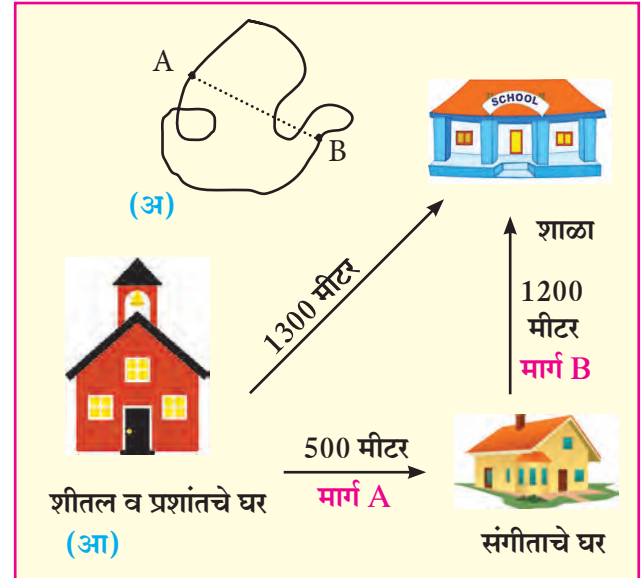 A
B
(अ)
SCHOOL
शाळा
1300 मीटर
1200
मीटर
मार्ग B
500 मीटर
मार्ग A
शीतल व प्रशांतचे घर
(आ)
संगीताचे घर